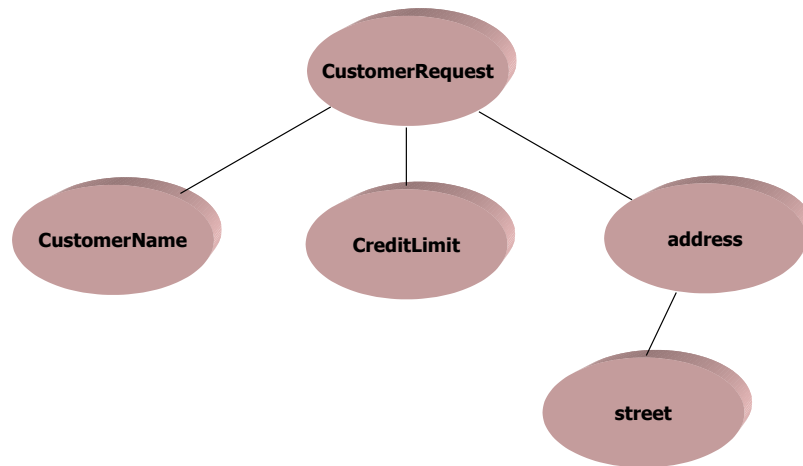 CustomerRequest
CustomerName
CreditLimit
address
street